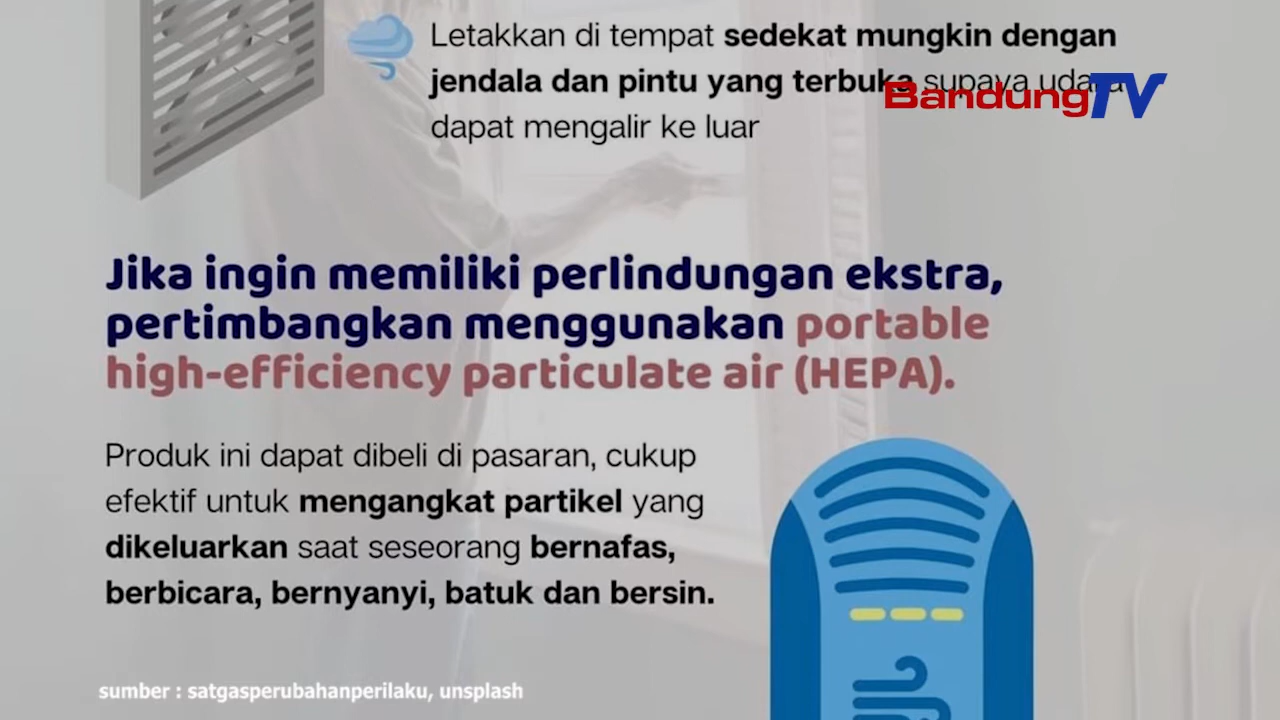 Letakkan di tempat sedekat mungkin dengan
jendala dan pintu yang terbuka supaya udara
BandungTV
dapat mengalir ke luar
Jika ingin memiliki perlindungan ekstra,
pertimbangkan menggunakan portable
high-efficiency particulate air (HEPA).
Produk ini dapat dibeli di pasaran, cukup
efektif untuk mengangkat partikel yang
dikeluarkan saat seseorang bernafas,
berbicara, bernyanyi, batuk dan bersin.
sumber : satgasperubahanperilaku, unsplash